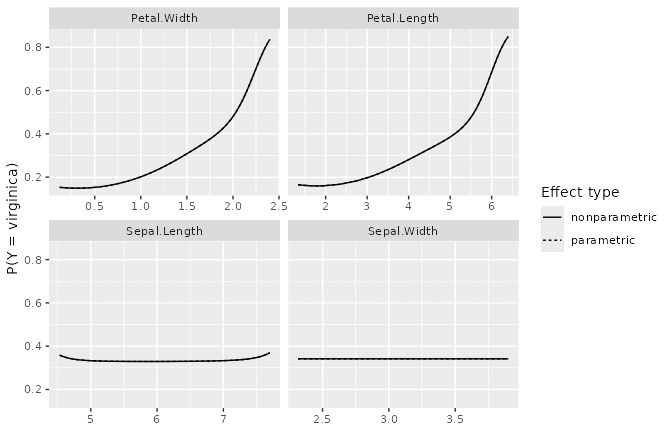 Petal.Width
Petal.Length
0.8
0.6
0.4
0.2
0.5 1.0 1.5 2.0 2.5
2 3 4 5 6
P(Y = virginica)
Sepal.Length
Sepal.Width
0.8
0.6
0.4
0.2
5 6 7
2.5 3.0 3.5
Effect type
nonparametric
parametric